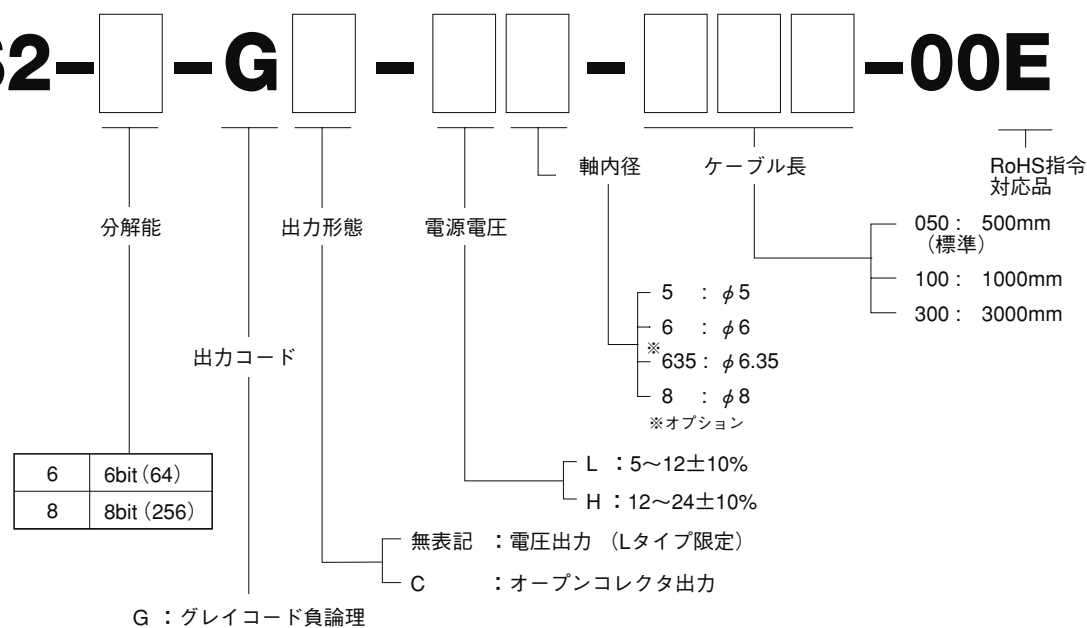 2--G--00E
軸内径
ケーブル長
RoHS指令
対応品
分解能
出力形態
電源電圧
050 : 500mm
（標準）
100 : 1000mm
300 : 3000mm
5 : φ5
6 : φ6
※
635 : φ6.35
8 : φ8
※オプション
出力コード
6 6bit（64）
8 8bit（256）
L ：5〜12±10%
H ：12〜24±10%
無表記 ：電圧出力 （Lタイプ限定）
C ：オープンコレクタ出力
G ：グレイコード負論理